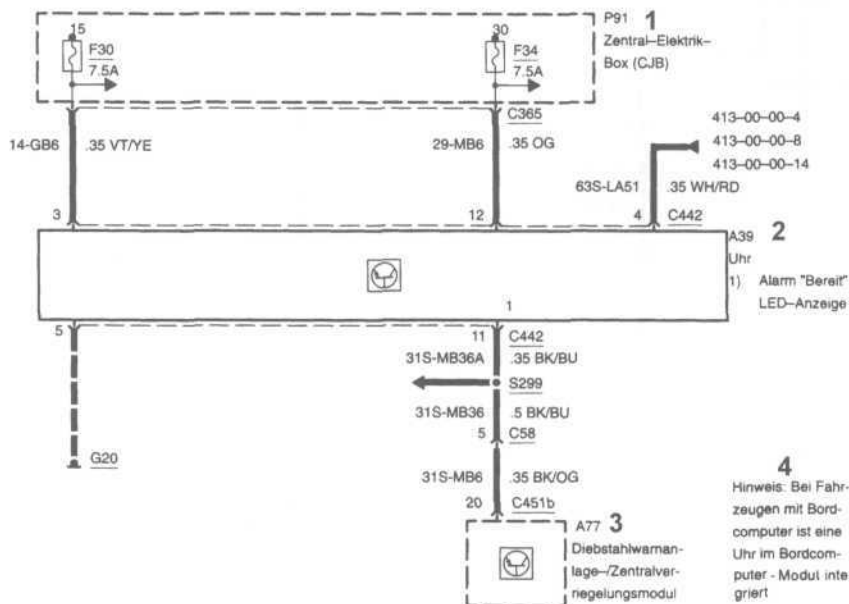 P91 1
15
30
Zentral–Elektrik–
F30
F34
Box (CJB)
7.5A
7.5A
C365
413–00–00–4
14-GB6 .35 VT/YE
29-MB6 .35 OG
413–00–00–8
413–00–00–14
63S-LA51 .35 WH/RD
3
12
4 C442
A39 2
Uhr
1) Alarm "Bereit"
LED–Anzeige
1
5
11 C442
31S-MB36A .35 BK/BU
S299
31S-MB36 .5 BK/BU
5 C58
G20
31S-MB6 .35 BK/OG
20 C451b
A77 3
Diebstahlwarnan-
lage–/Zentralver-
riegelungsmodul
4
Hinweis: Bei Fahr-
zeugen mit Bord-
computer ist eine
Uhr im Bordcom-
puter - Modul inte
griert